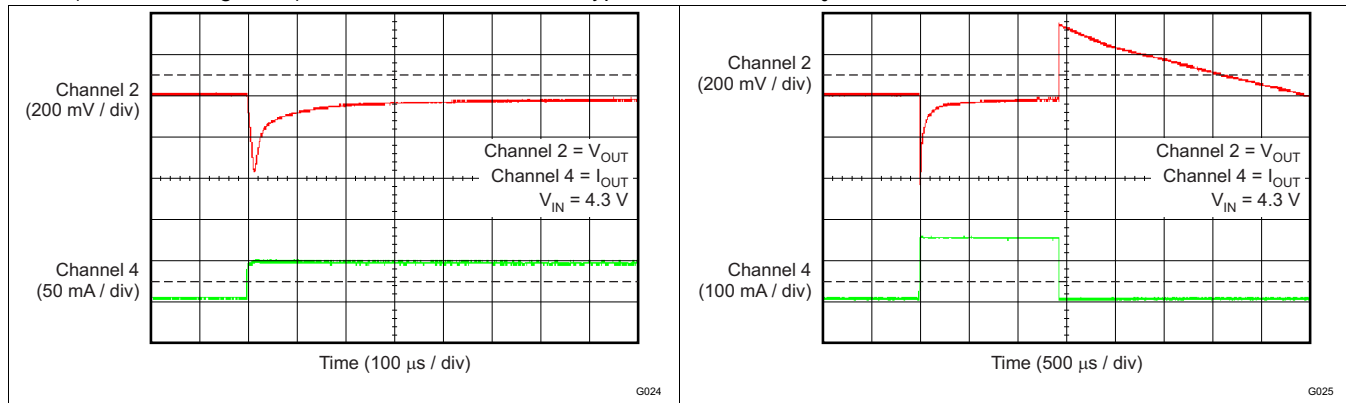 Channel 2
(200 mV / div)
Channel 2 = VOUT
Channel 4 = IOUT
VIN = 4.3 V
Channel 4
(50 mA / div)
Time (100 μs / div)
G024
Channel 2
(200 mV / div)
Channel 2 = VOUT
Channel 4 = IOUT
VIN = 4.3 V
Channel 4
(100 mA / div)
Time (500 μs / div)
G025